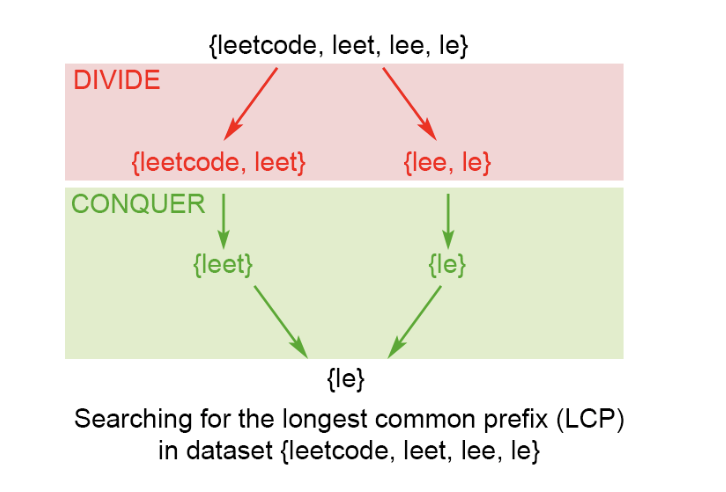 {leetcode, leet, lee, le}
DIVIDE
{leetcode, leet} {lee, le}
CONQUER
{leet} {le}
{le}
Searching for the longest common prefix (LCP)
in dataset {leetcode, leet, lee, le}